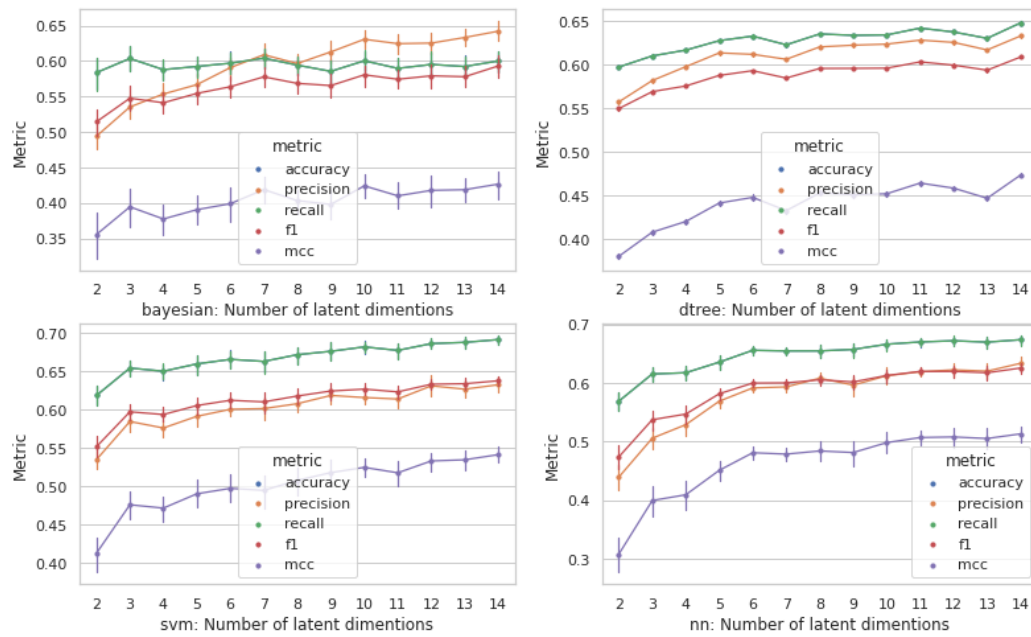 0.65
0.60
0.55
0.50
0.45
0.40
0.35
Metric
metric
accuracy
precision
recall
f1
mcc
2 3 4 5 6 7 8 9 10 11 12 13 14
bayesian: Number of latent dimentions
0.65
0.60
0.55
0.50
0.45
0.40
Metric
metric
accuracy
precision
recall
f1
mcc
2 3 4 5 6 7 8 9 10 11 12 13 14
dtree: Number of latent dimentions
0.70
0.65
0.60
0.55
0.50
0.45
0.40
Metric
metric
accuracy
precision
recall
f1
mcc
2 3 4 5 6 7 8 9 10 11 12 13 14
svm: Number of latent dimentions
0.7
0.6
0.5
0.4
0.3
Metric
metric
accuracy
precision
recall
f1
mcc
2 3 4 5 6 7 8 9 10 11 12 13 14
nn: Number of latent dimentions